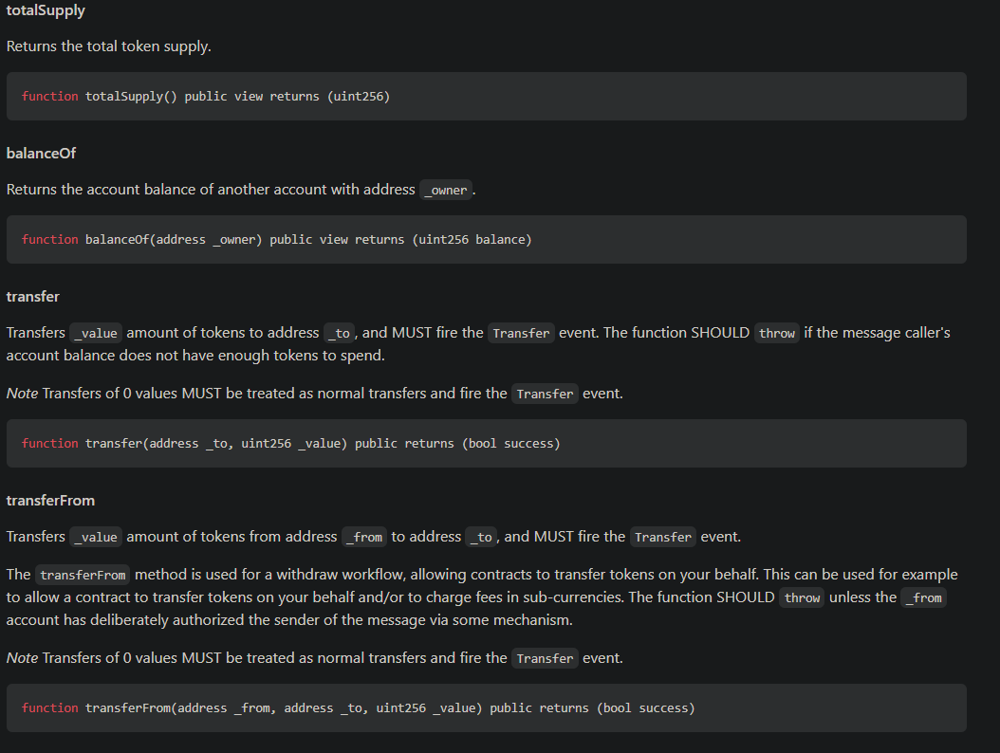 totalSupply
Returns the total token supply.
function totalSupply() public view returns (uint256)
balanceOf
Returns the account balance of another account with address _owner.
function balanceOf(address _owner) public view returns (uint256 balance)
transfer
Transfers _value amount of tokens to address _to, and MUST fire the Transfer event. The function SHOULD throw if the message caller's
account balance does not have enough tokens to spend.
Note Transfers of 0 values MUST be treated as normal transfers and fire the Transfer event.
function transfer(address _to, uint256 _value) public returns (bool success)
transferFrom
Transfers _value amount of tokens from address _from to address _to, and MUST fire the Transfer event.
The transferFrom method is used for a withdraw workflow, allowing contracts to transfer tokens on your behalf. This can be used for example
to allow a contract to transfer tokens on your behalf and/or to charge fees in sub-currencies. The function SHOULD throw unless the _from
account has deliberately authorized the sender of the message via some mechanism.
Note Transfers of 0 values MUST be treated as normal transfers and fire the Transfer event.
function transferFrom(address _from, address _to, uint256 _value) public returns (bool success)